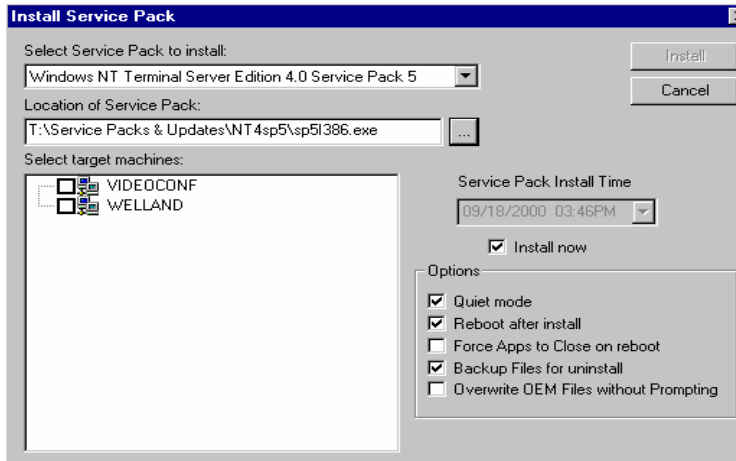 Install Service Pack
Select Service Pack to install:
Windows NT Terminal Server Edition 4.0 Service Pack 5
Install
Cancel
Location of Service Pack:
T:\Service Packs & Updates\NT4sp5\sp5I386.exe
...
Select target machines:
VIDEOCONF
WELLAND
Service Pack Install Time
09/18/2000 03:46PM
Install now
Options
Quiet mode
Reboot after install
Force Apps to Close on reboot
Backup Files for uninstall
Overwrite OEM Files without Prompting